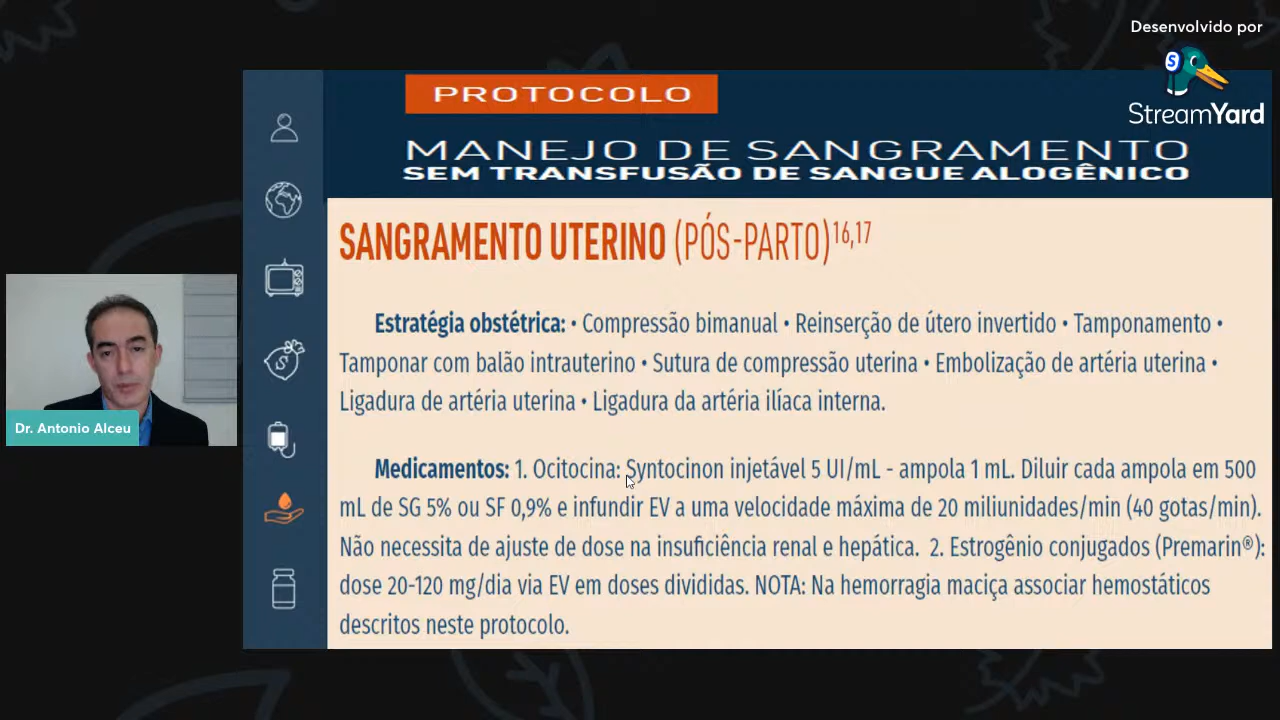 Desenvolvido por
StreamYard
PROTOCOLO
MANEJO DE SANGRAMENTO
SEM TRANSFUSÃO DE SANGUE ALOGÊNICO
SANGRAMENTO UTERINO (PÓS-PARTO)16,17
Estratégia obstétrica: • Compressão bimanual • Reinserção de útero invertido • Tamponamento •
Tamponar com balão intrauterino • Sutura de compressão uterina • Embolização de artéria uterina •
Ligadura de artéria uterina • Ligadura da artéria ilíaca interna.
Medicamentos: 1. Ocitocina: Syntocinon injetável 5 UI/mL - ampola 1 mL. Diluir cada ampola em 500
mL de SG 5% ou SF 0,9% e infundir EV a uma velocidade máxima de 20 miliunidades/min (40 gotas/min).
Não necessita de ajuste de dose na insuficiência renal e hepática. 2. Estrogênio conjugados (Premarin®):
dose 20-120 mg/dia via EV em doses divididas. NOTA: Na hemorragia maciça associar hemostáticos
descritos neste protocolo.
Dr. Antonio Alceu